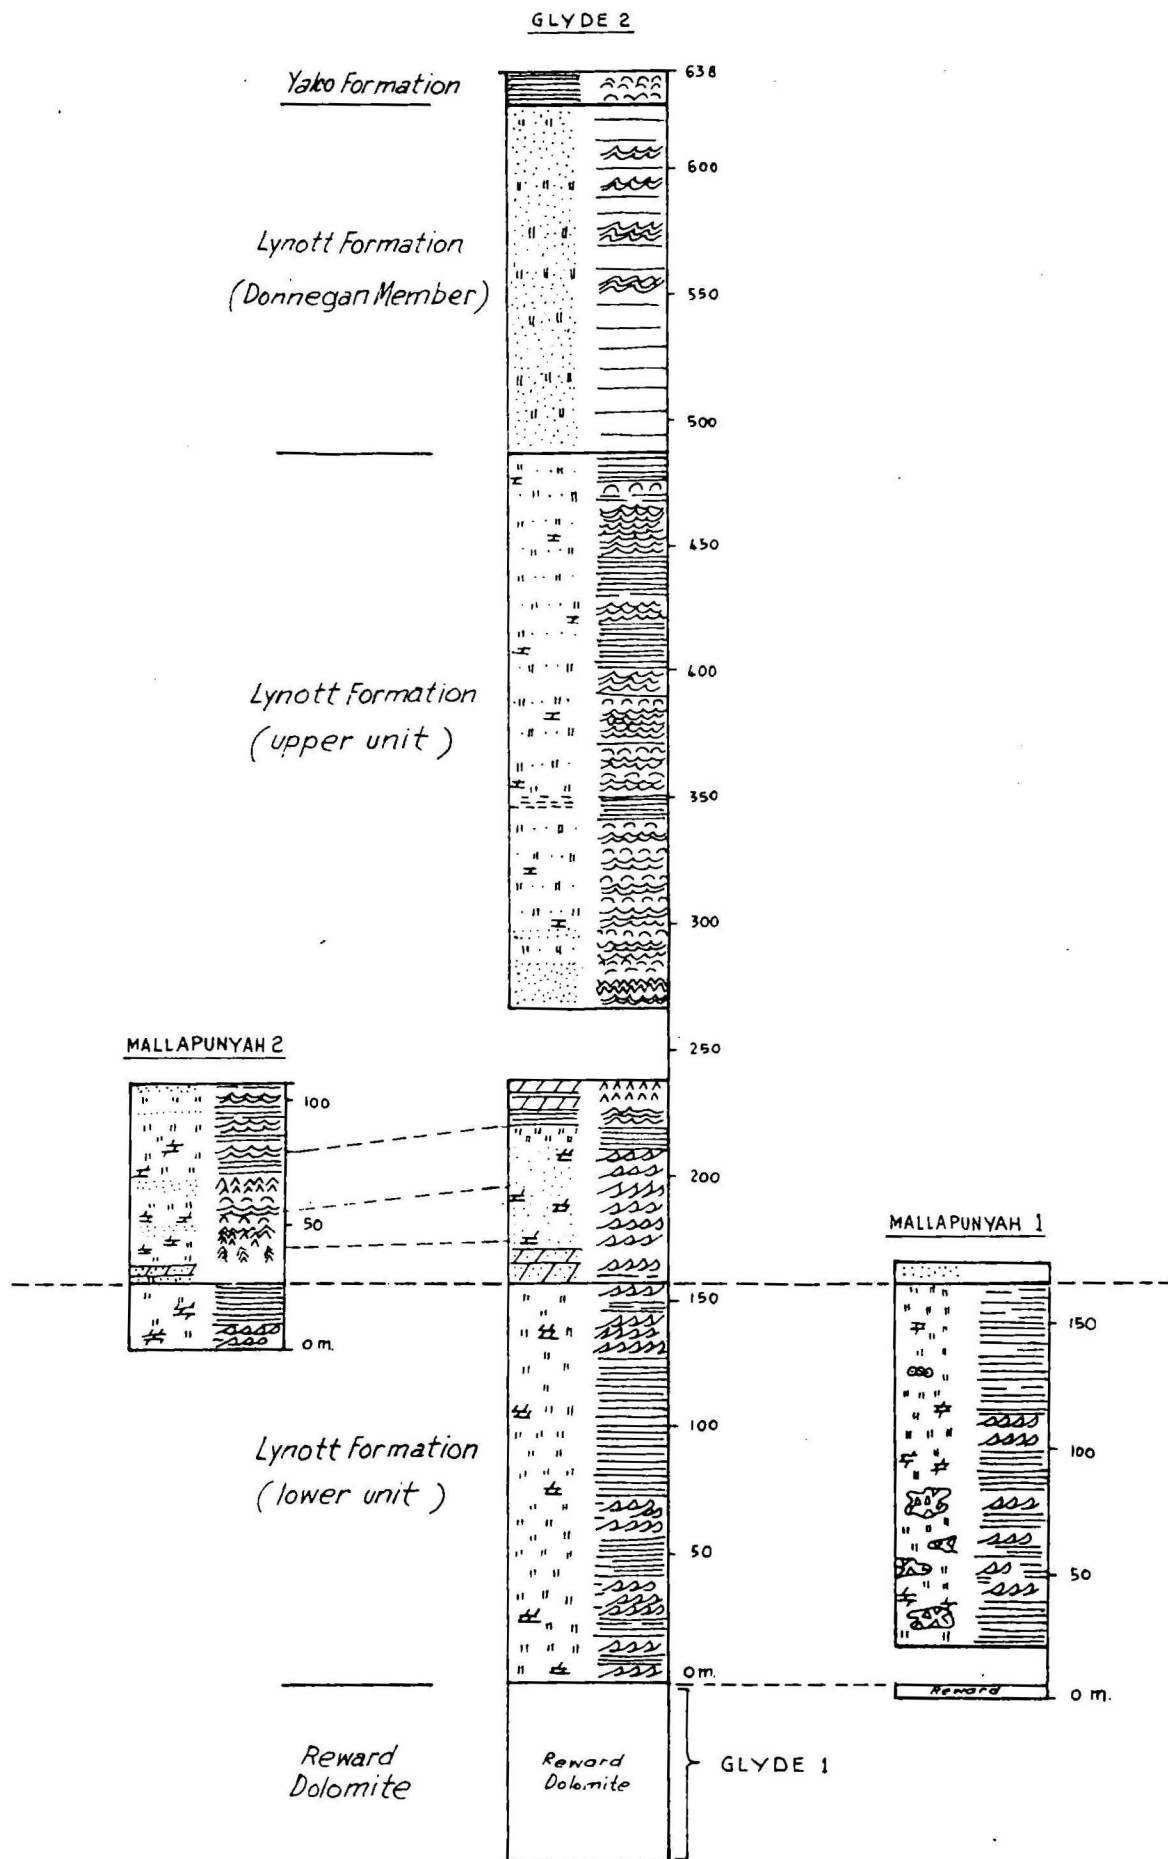 GLYDE 2
Yalco Formation
638
600
Lynott Formation
(Donnegan Member)
550
500
450
400
Lynott Formation
(upper unit)
350
300
250
MALLAPUNYAH 2
100
50
0 m.
200
150
100
50
0 m.
MALLAPUNYAH 1
150
100
50
Reward
0 m.
Lynott Formation
(lower unit)
Reward
Dolomite
Reward
Dolomite
GLYDE 1